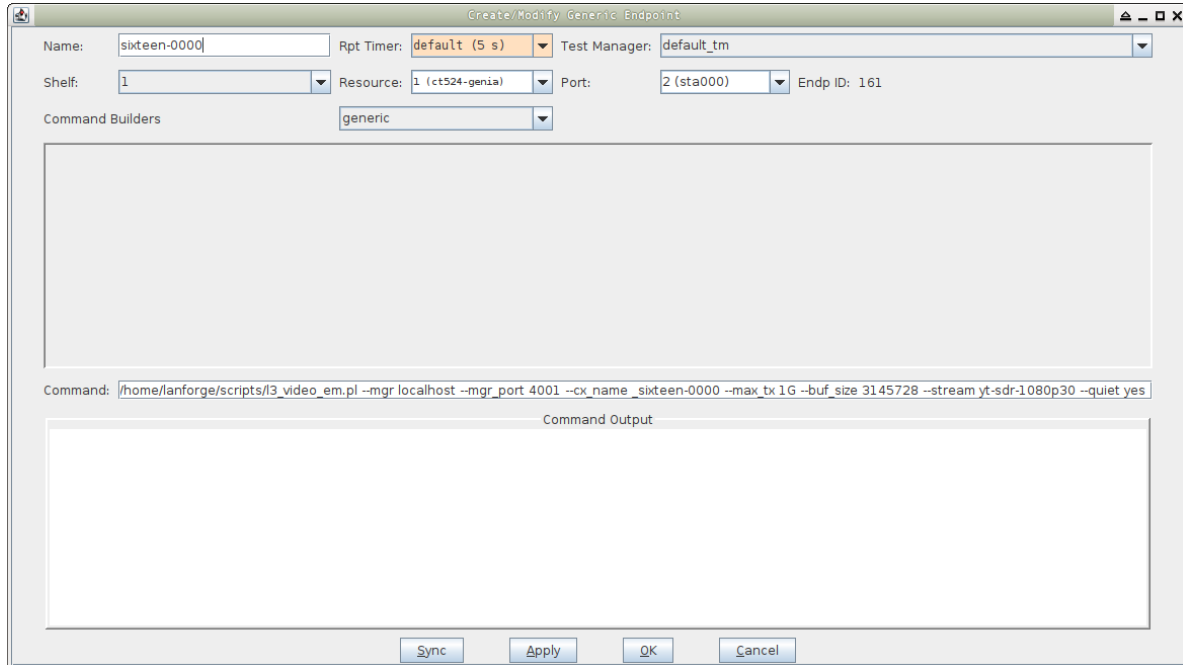 Create/Modify Generic Endpoint
Name: sixteen-0000 Rpt Timer: default (5 s) Test Manager: default_tm
Shelf: 1 Resource: 1 (ct524-genia) Port: 2 (sta000) Endp ID: 161
Command Builders generic
Command: /home/lanforge/scripts/l3_video_em.pl --mgr localhost --mgr_port 4001 --cx_name _sixteen-0000 --max_tx 1G --buf_size 3145728 --stream yt-sdr-1080p30 --quiet yes
Command Output
Sync Apply OK Cancel